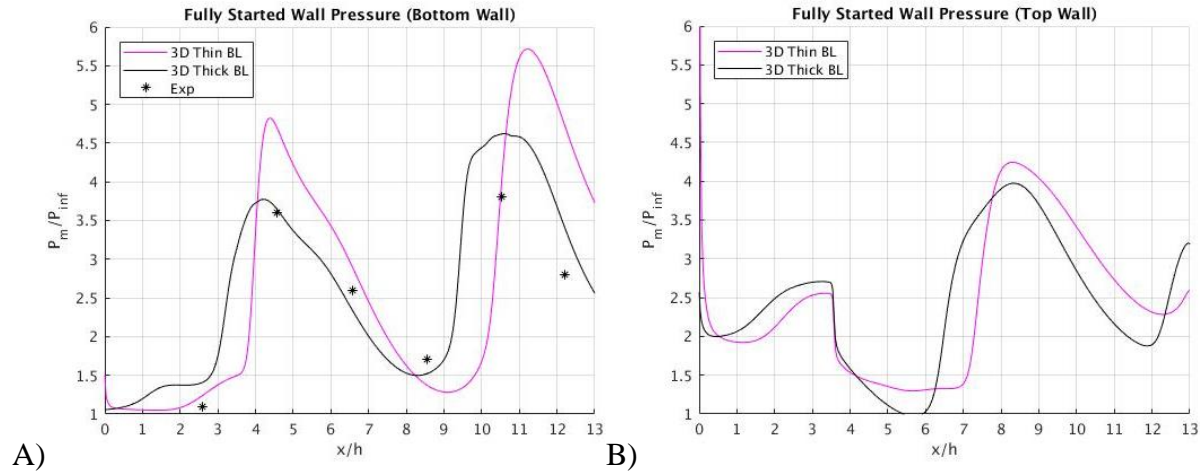 Fully Started Wall Pressure (Bottom Wall)
6
5.5
5
4.5
4
3.5
3
2.5
2
1.5
1
P_m/P_inf
3D Thin BL
3D Thick BL
Exp
0 1 2 3 4 5 6 7 8 9 10 11 12 13
x/h
A)
Fully Started Wall Pressure (Top Wall)
6
5.5
5
4.5
4
3.5
3
2.5
2
1.5
1
P_m/P_inf
3D Thin BL
3D Thick BL
0 1 2 3 4 5 6 7 8 9 10 11 12 13
x/h
B)